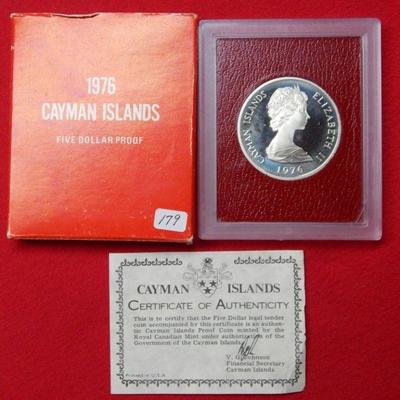 1976
CAYMAN ISLANDS
FIVE DOLLAR PROOF
179
CAYMAN ISLANDS
ELIZABETH II
1976
CAYMAN ISLANDS
CERTIFICATE OF AUTHENTICITY
This is to certify that the Five Dollar legal tender
coin accompanied by this certificate is an authen-
tic Cayman Islands Proof Coin minted by the
Royal Canadian Mint under authorization of the
Government of the Cayman Islands.
V. G. Johnson
Financial Secretary
Cayman Islands
Printed in U.S.A.